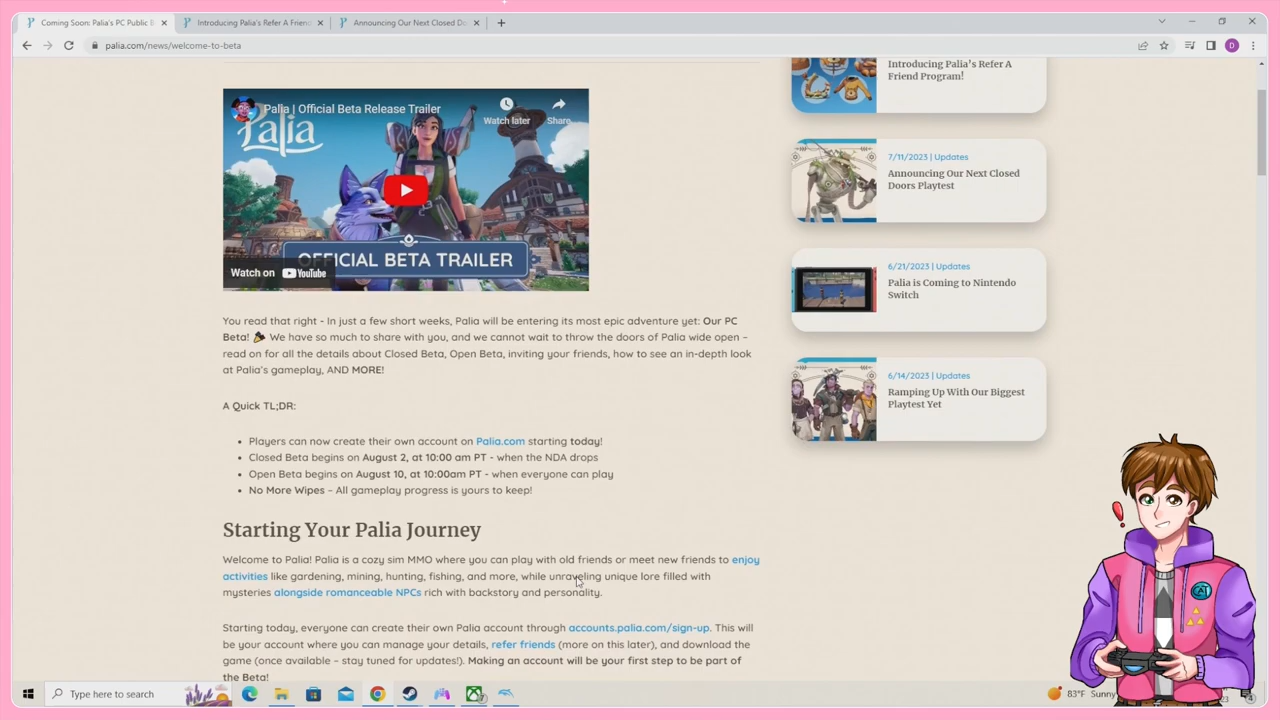 Coming Soon: Palia's PC Public B
Introducing Palia's Refer A Friend
Announcing Our Next Closed Do
palia.com/news/welcome-to-beta
D
Palia | Official Beta Release Trailer
Watch later
Share
Palia
OFFICIAL BETA TRAILER
Watch on YouTube
You read that right - In just a few short weeks, Palia will be entering its most epic adventure yet: Our PC
Beta! 🎉 We have so much to share with you, and we cannot wait to throw the doors of Palia wide open –
read on for all the details about Closed Beta, Open Beta, inviting your friends, how to see an in-depth look
at Palia's gameplay, AND MORE!
A Quick TL;DR:
• Players can now create their own account on Palia.com starting today!
• Closed Beta begins on August 2, at 10:00 am PT - when the NDA drops
• Open Beta begins on August 10, at 10:00am PT - when everyone can play
• No More Wipes – All gameplay progress is yours to keep!
Starting Your Palia Journey
Welcome to Palia! Palia is a cozy sim MMO where you can play with old friends or meet new friends to enjoy
activities like gardening, mining, hunting, fishing, and more, while unraveling unique lore filled with
mysteries alongside romanceable NPCs rich with backstory and personality.
Starting today, everyone can create their own Palia account through accounts.palia.com/sign-up. This will
be your account where you can manage your details, refer friends (more on this later), and download the
game (once available – stay tuned for updates!). Making an account will be your first step to be part of
the Beta!
Introducing Palia's Refer A
Friend Program!
7/11/2023 | Updates
Announcing Our Next Closed
Doors Playtest
6/21/2023 | Updates
Palia is Coming to Nintendo
Switch
6/14/2023 | Updates
Ramping Up With Our Biggest
Playtest Yet
Type here to search
83°F Sunny